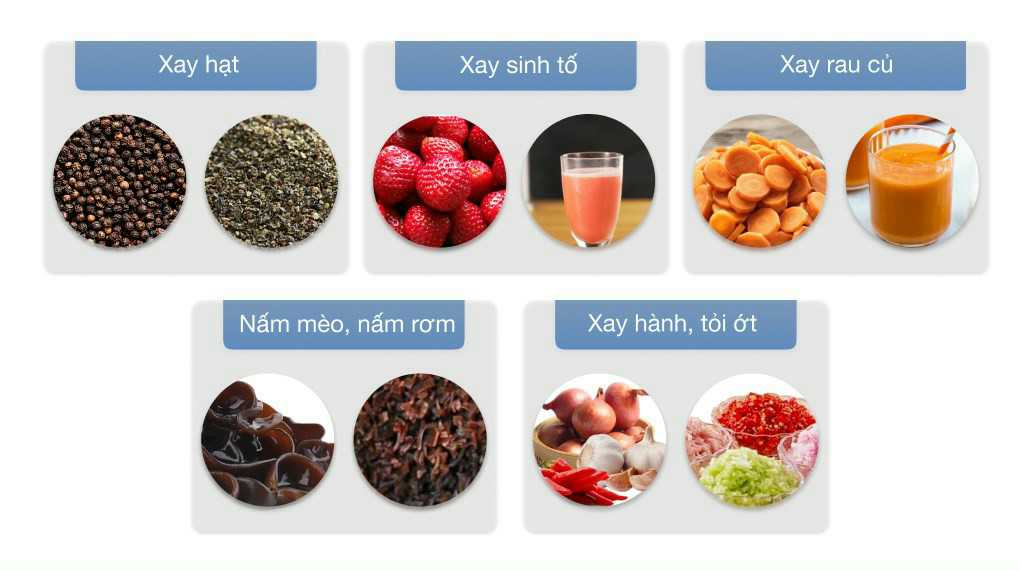 Xay hạt
Xay sinh tố
Xay rau củ
Nấm mèo, nấm rơm
Xay hành, tỏi ớt